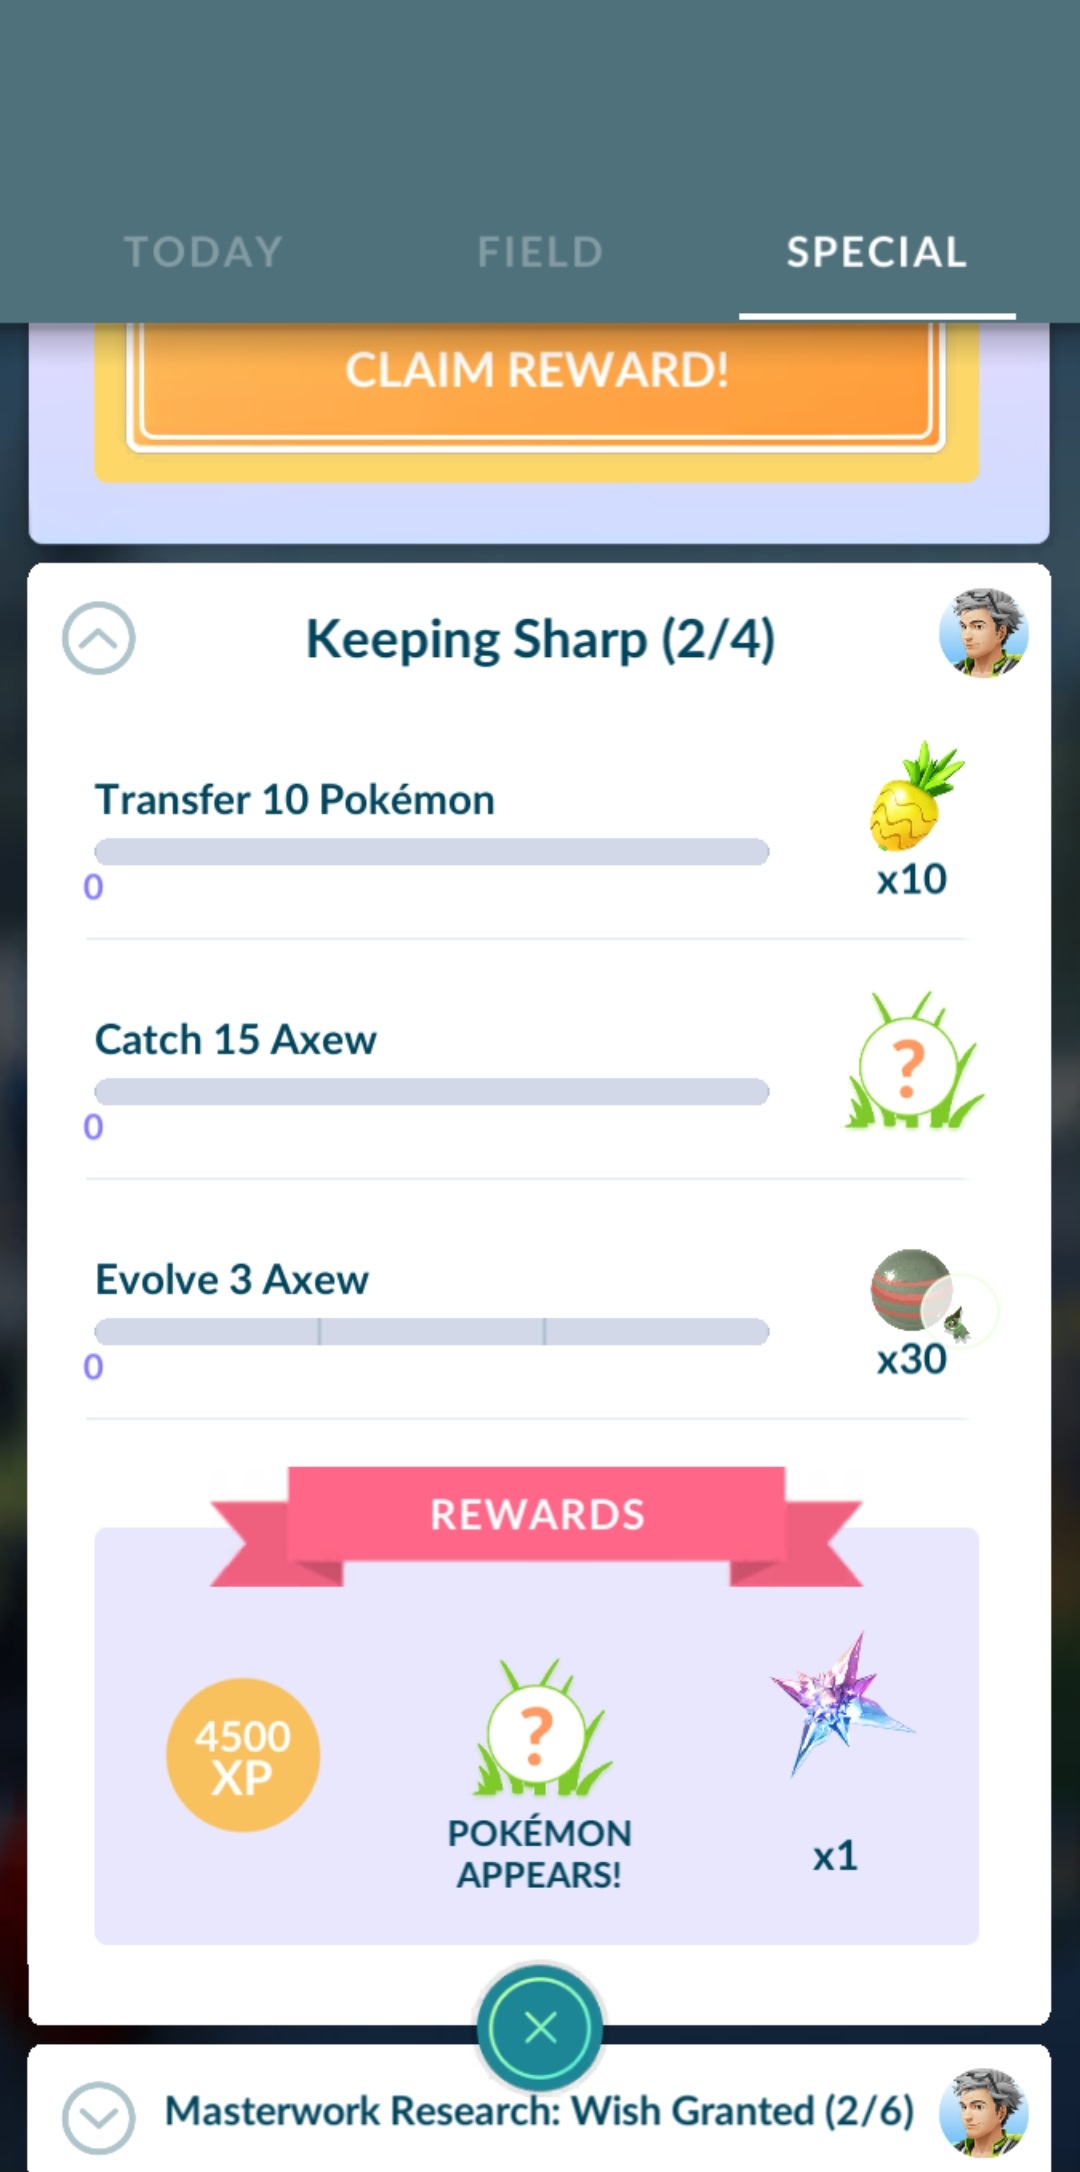 TODAY
FIELD
SPECIAL
CLAIM REWARD!
Keeping Sharp (2/4)
Transfer 10 Pokémon
0
x10
Catch 15 Axew
0
?
Evolve 3 Axew
0
x30
REWARDS
4500
XP
?
POKÉMON
APPEARS!
x1
Masterwork Research: Wish Granted (2/6)